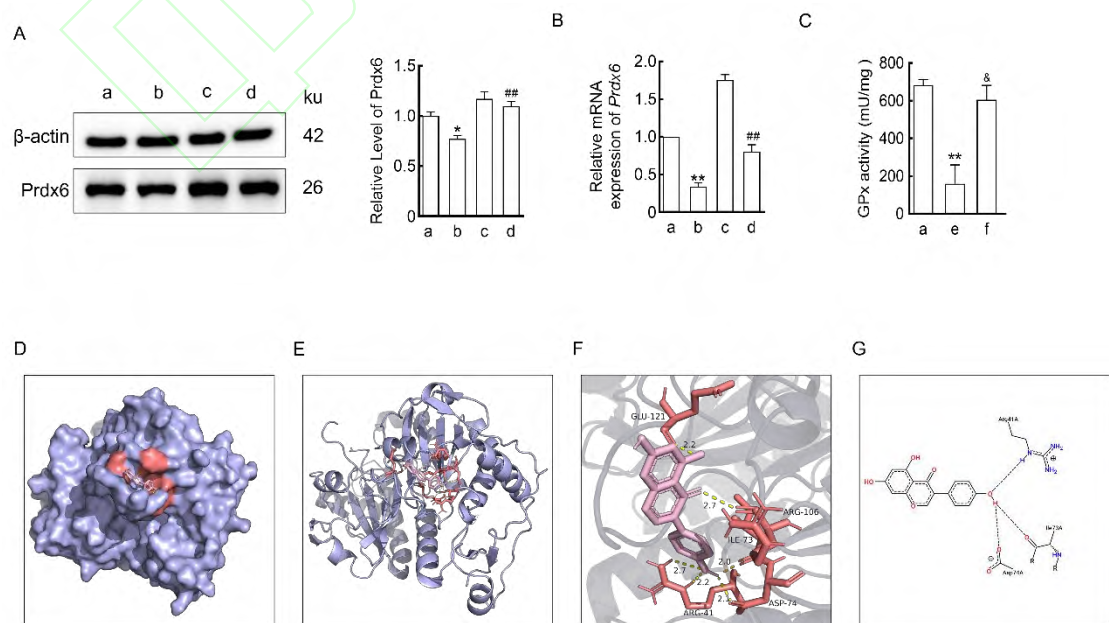 A
a b c d ku
β-actin 42
Prdx6 26
Relative Level of Prdx6
1.5
1.0
0.5
0
a b c d
*
##
B
Relative mRNA
expression of Prdx6
2.0
1.5
1.0
0.5
0
a b c d
**
##
C
GPx activity (mU/mg)
800
600
400
200
0
a e f
**
&
D
E
F
GLU-121
2.2
2.7
ARG-106
ILE-73
2.0
2.7
2.2
ARG-41
ASP-74
G
NH2
NH2
⊕
H
N
OH
HO
O
O
O
H
Ile73A
O
HN
R
R
⊖
O
O
Asp74A